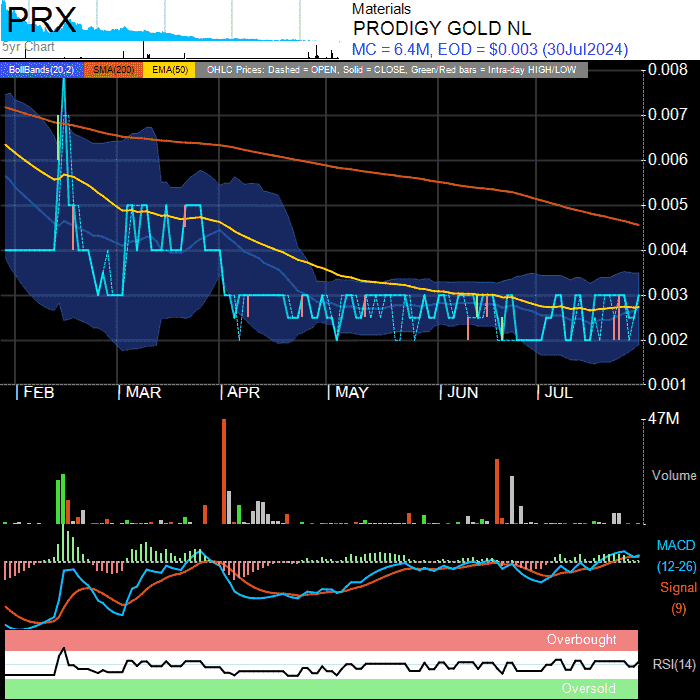 PRX
5yr Chart
Materials
PRODIGY GOLD NL
MC = 6.4M, EOD = $0.003 (30Jul2024)
BollBands(20,2) SMA(200) EMA(50) OHLC Prices: Dashed = OPEN, Solid = CLOSE, Green/Red bars = Intra-day HIGH/LOW
0.008
0.007
0.006
0.005
0.004
0.003
0.002
0.001
FEB MAR APR MAY JUN JUL
47M
Volume
MACD
(12-26)
Signal
(9)
Overbought
RSI(14)
Oversold